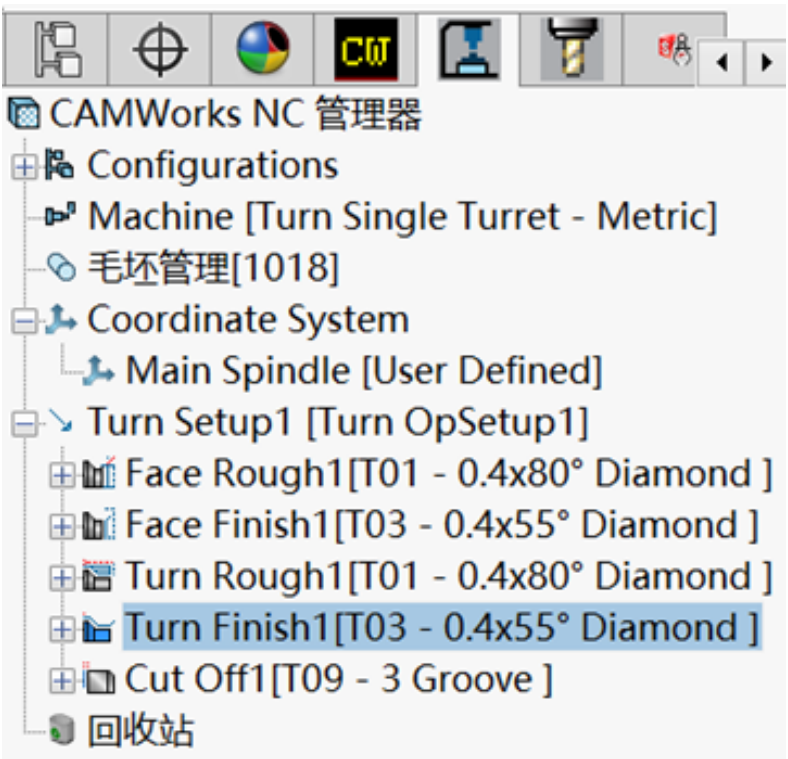 CW
CAMWorks NC 管理器
Configurations
Machine [Turn Single Turret - Metric]
毛坯管理[1018]
Coordinate System
Main Spindle [User Defined]
Turn Setup1 [Turn OpSetup1]
Face Rough1[T01 - 0.4x80° Diamond ]
Face Finish1[T03 - 0.4x55° Diamond ]
Turn Rough1[T01 - 0.4x80° Diamond ]
Turn Finish1[T03 - 0.4x55° Diamond ]
Cut Off1[T09 - 3 Groove ]
回收站